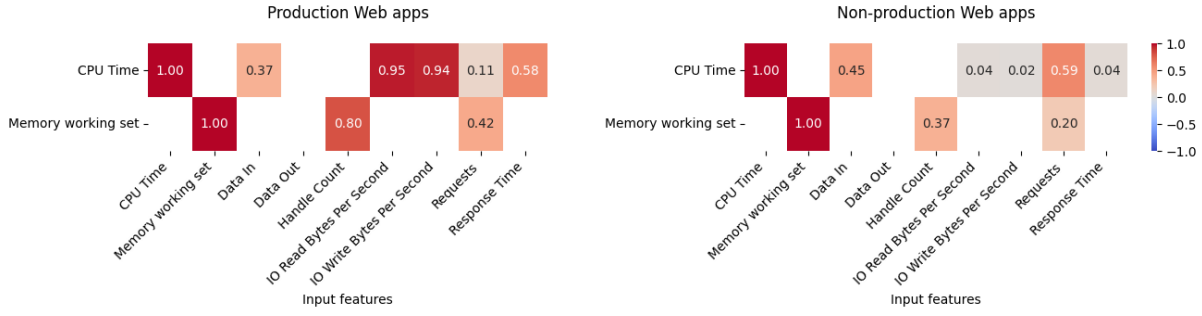 Production Web apps
CPU Time
Memory working set
1.00 0.37 0.95 0.94 0.11 0.58
1.00 0.80 0.42
CPU Time
Memory working set
Data In
Data Out
Handle Count
IO Read Bytes Per Second
IO Write Bytes Per Second
Requests
Response Time
Input features
Non-production Web apps
CPU Time
Memory working set
1.00 0.45 0.04 0.02 0.59 0.04
1.00 0.37 0.20
CPU Time
Memory working set
Data In
Data Out
Handle Count
IO Read Bytes Per Second
IO Write Bytes Per Second
Requests
Response Time
Input features
1.0
0.5
0.0
−0.5
−1.0